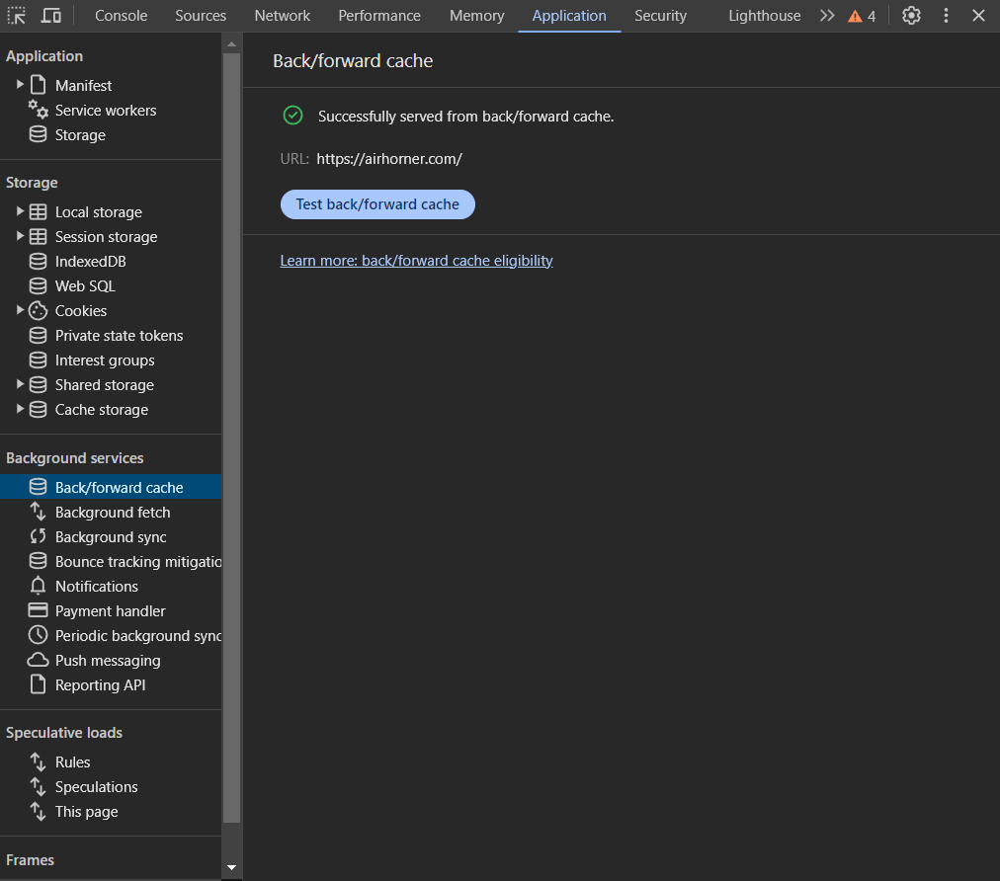 Console Sources Network Performance Memory Application Security Lighthouse 4
Application
Manifest
Service workers
Storage
Storage
Local storage
Session storage
IndexedDB
Web SQL
Cookies
Private state tokens
Interest groups
Shared storage
Cache storage
Background services
Back/forward cache
Background fetch
Background sync
Bounce tracking mitigatio
Notifications
Payment handler
Periodic background sync
Push messaging
Reporting API
Speculative loads
Rules
Speculations
This page
Frames
Back/forward cache
Successfully served from back/forward cache.
URL: https://airhorner.com/
Test back/forward cache
Learn more: back/forward cache eligibility